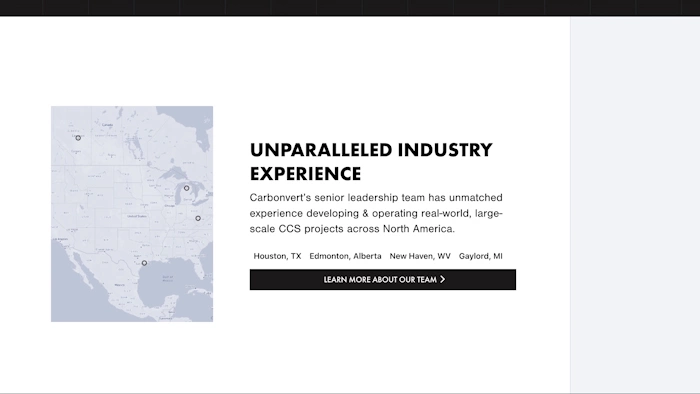 UNPARALLELED INDUSTRY
EXPERIENCE
Carbonvert's senior leadership team has unmatched
experience developing & operating real-world, large-
scale CCS projects across North America.
Houston, TX Edmonton, Alberta New Haven, WV Gaylord, MI
LEARN MORE ABOUT OUR TEAM